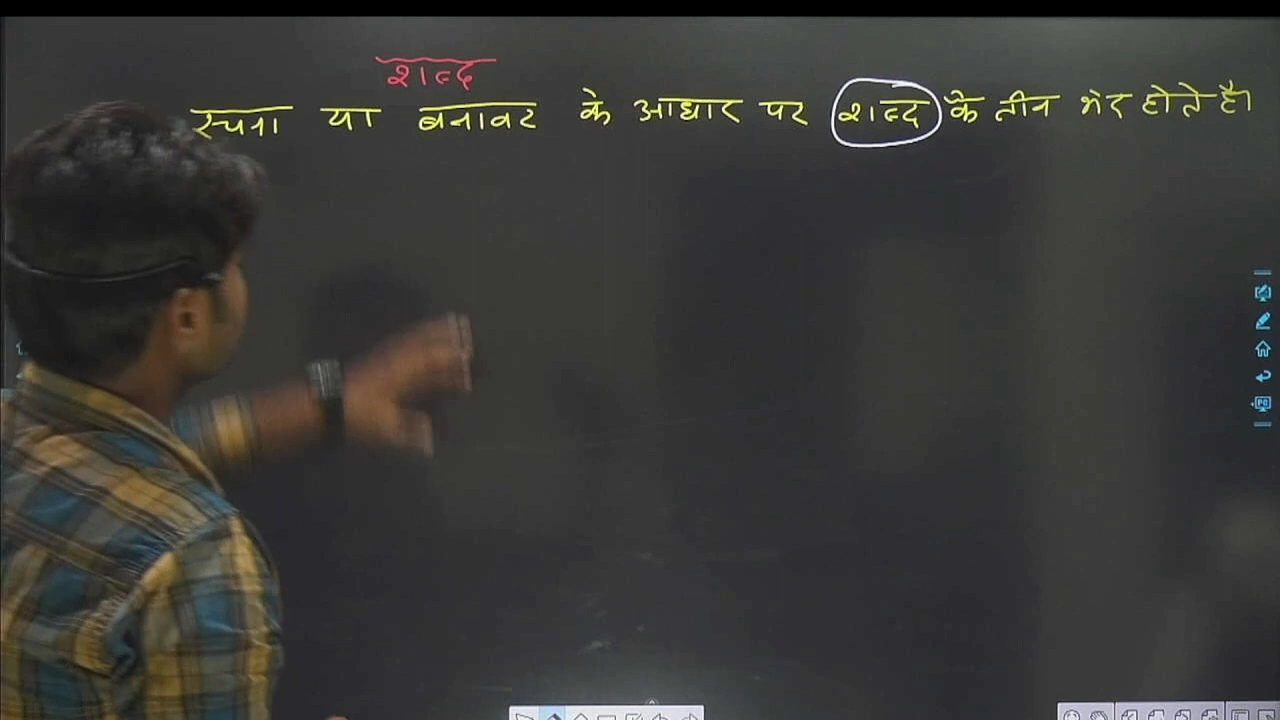 शब्द
रचना या बनावट के आधार पर शब्द के तीन भेद होते है।